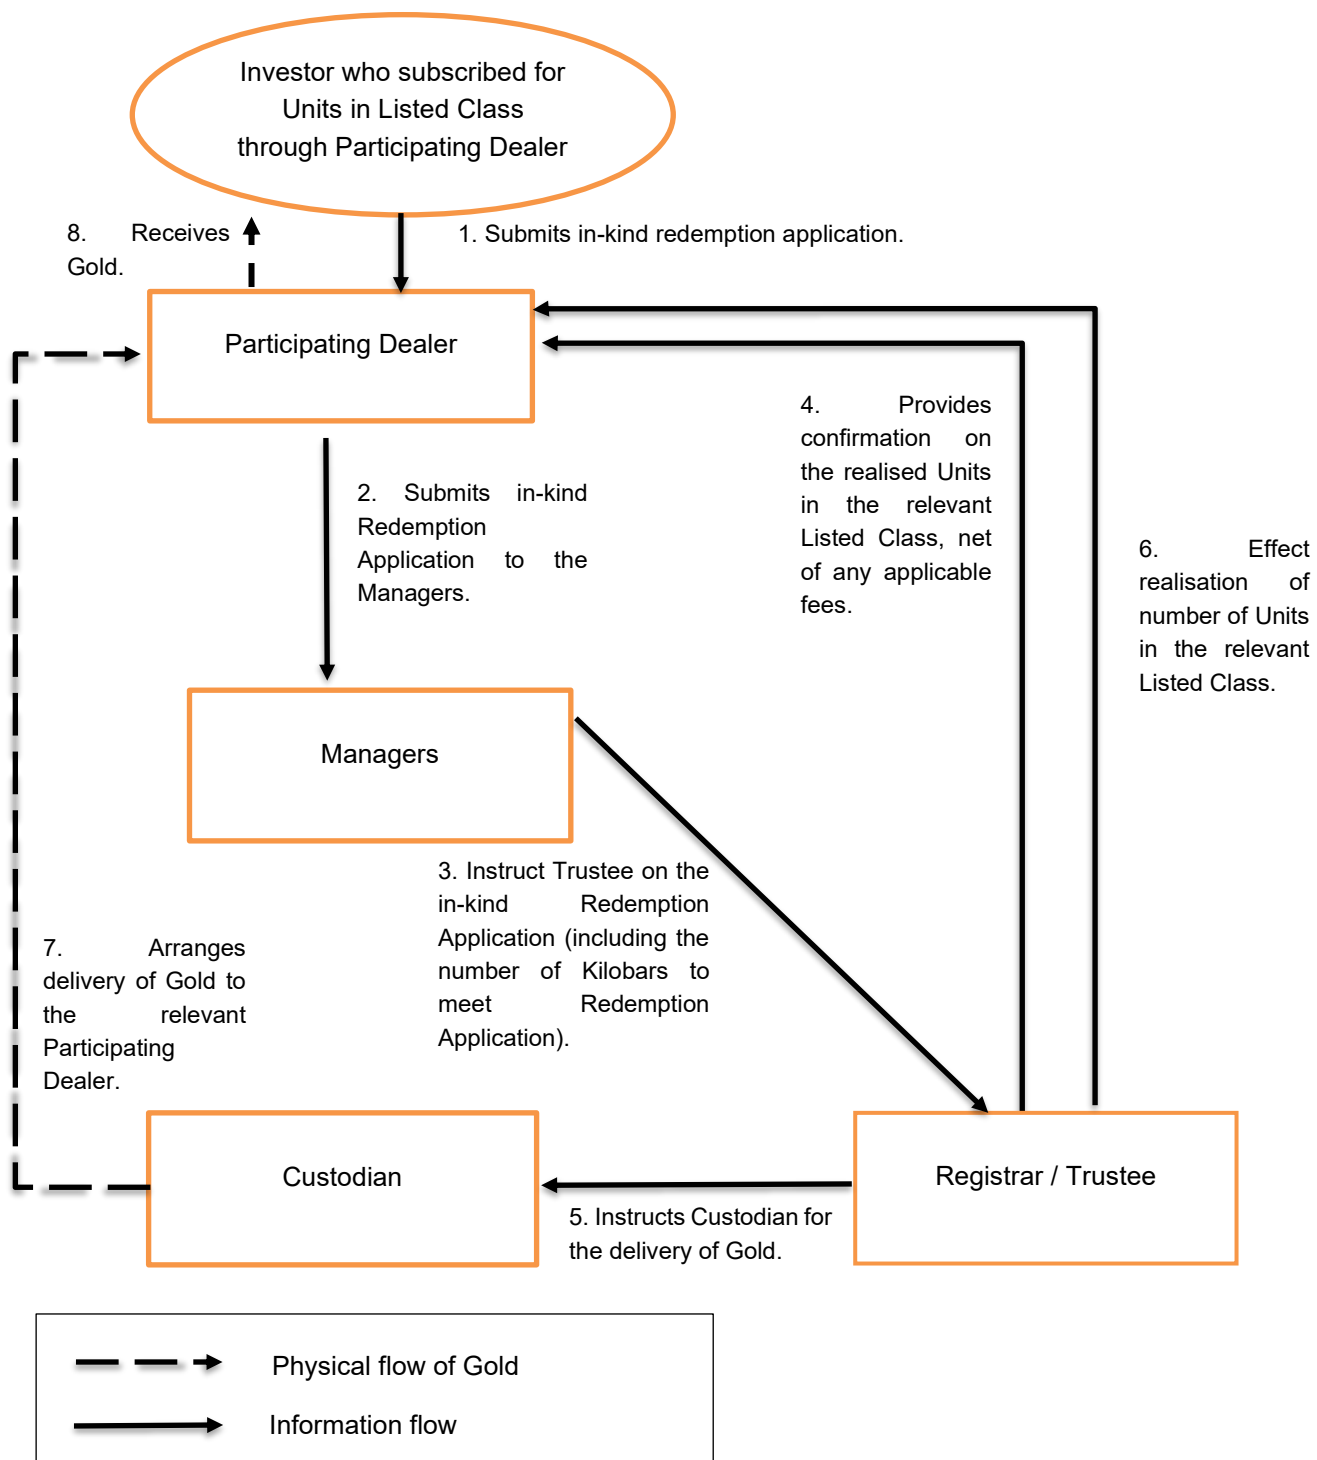 Investor who subscribed for
Units in Listed Class
through Participating Dealer
8. Receives
Gold.
1. Submits in-kind redemption application.
Participating Dealer
4. Provides
confirmation on
the realised Units
in the relevant
Listed Class, net
of any applicable
fees.
2. Submits in-kind
Redemption
Application to the
Managers.
6. Effect
realisation of
number of Units
in the relevant
Listed Class.
Managers
3. Instruct Trustee on the
in-kind Redemption
Application (including the
number of Kilobars to
meet Redemption
Application).
7. Arranges
delivery of Gold to
the relevant
Participating
Dealer.
Custodian
Registrar / Trustee
5. Instructs Custodian for
the delivery of Gold.
Physical flow of Gold
Information flow